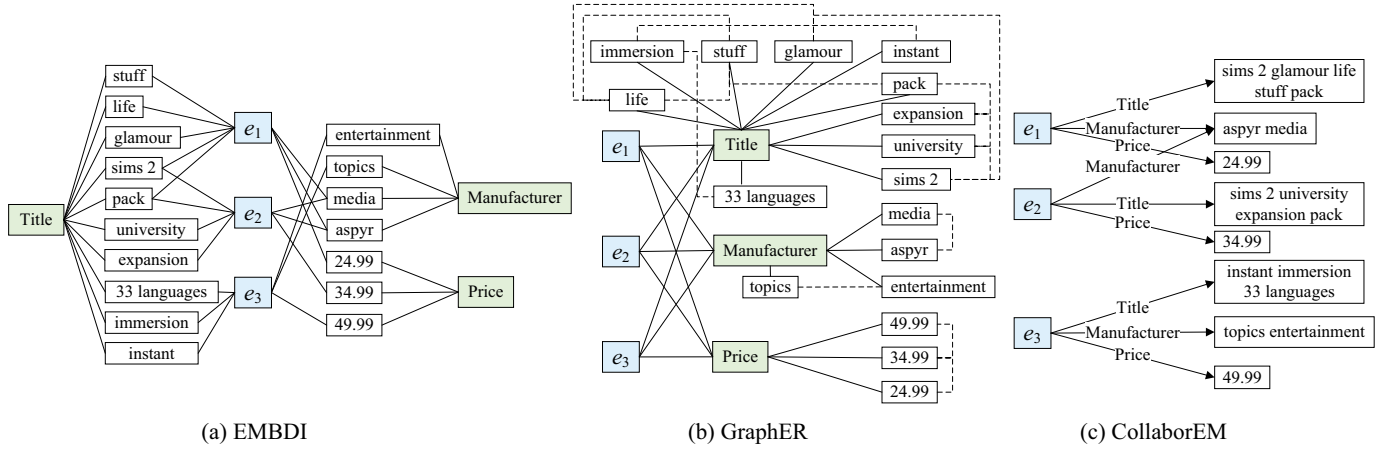 stuff
life
glamour
sims 2
pack
university
expansion
33 languages
immersion
instant
Title
e1
e2
e3
entertainment
topics
media
aspyr
24.99
34.99
49.99
Manufacturer
Price
(a) EMBDI
immersion
stuff
glamour
instant
life
pack
expansion
university
sims 2
33 languages
e1
e2
e3
Title
Manufacturer
Price
media
aspyr
topics
entertainment
49.99
34.99
24.99
(b) GraphER
e1
Title
Manufacturer
Price
sims 2 glamour life
stuff pack
aspyr media
24.99
e2
Manufacturer
Title
Price
sims 2 university
expansion pack
34.99
e3
Title
Manufacturer
Price
instant immersion
33 languages
topics entertainment
49.99
(c) CollaborEM